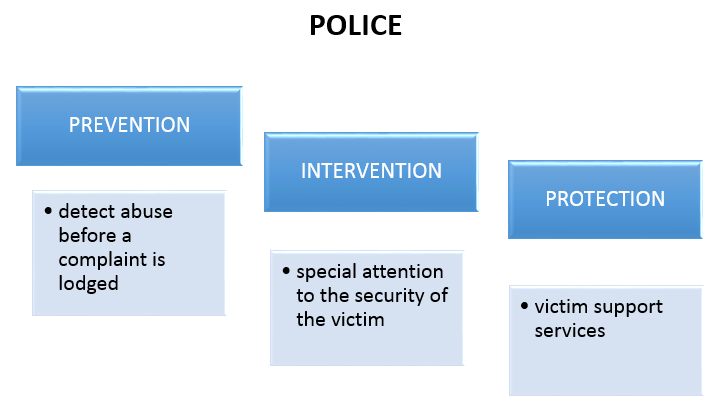 POLICE
PREVENTION
• detect abuse
before a
complaint is
lodged
INTERVENTION
• special attention
to the security of
the victim
PROTECTION
• victim support
services